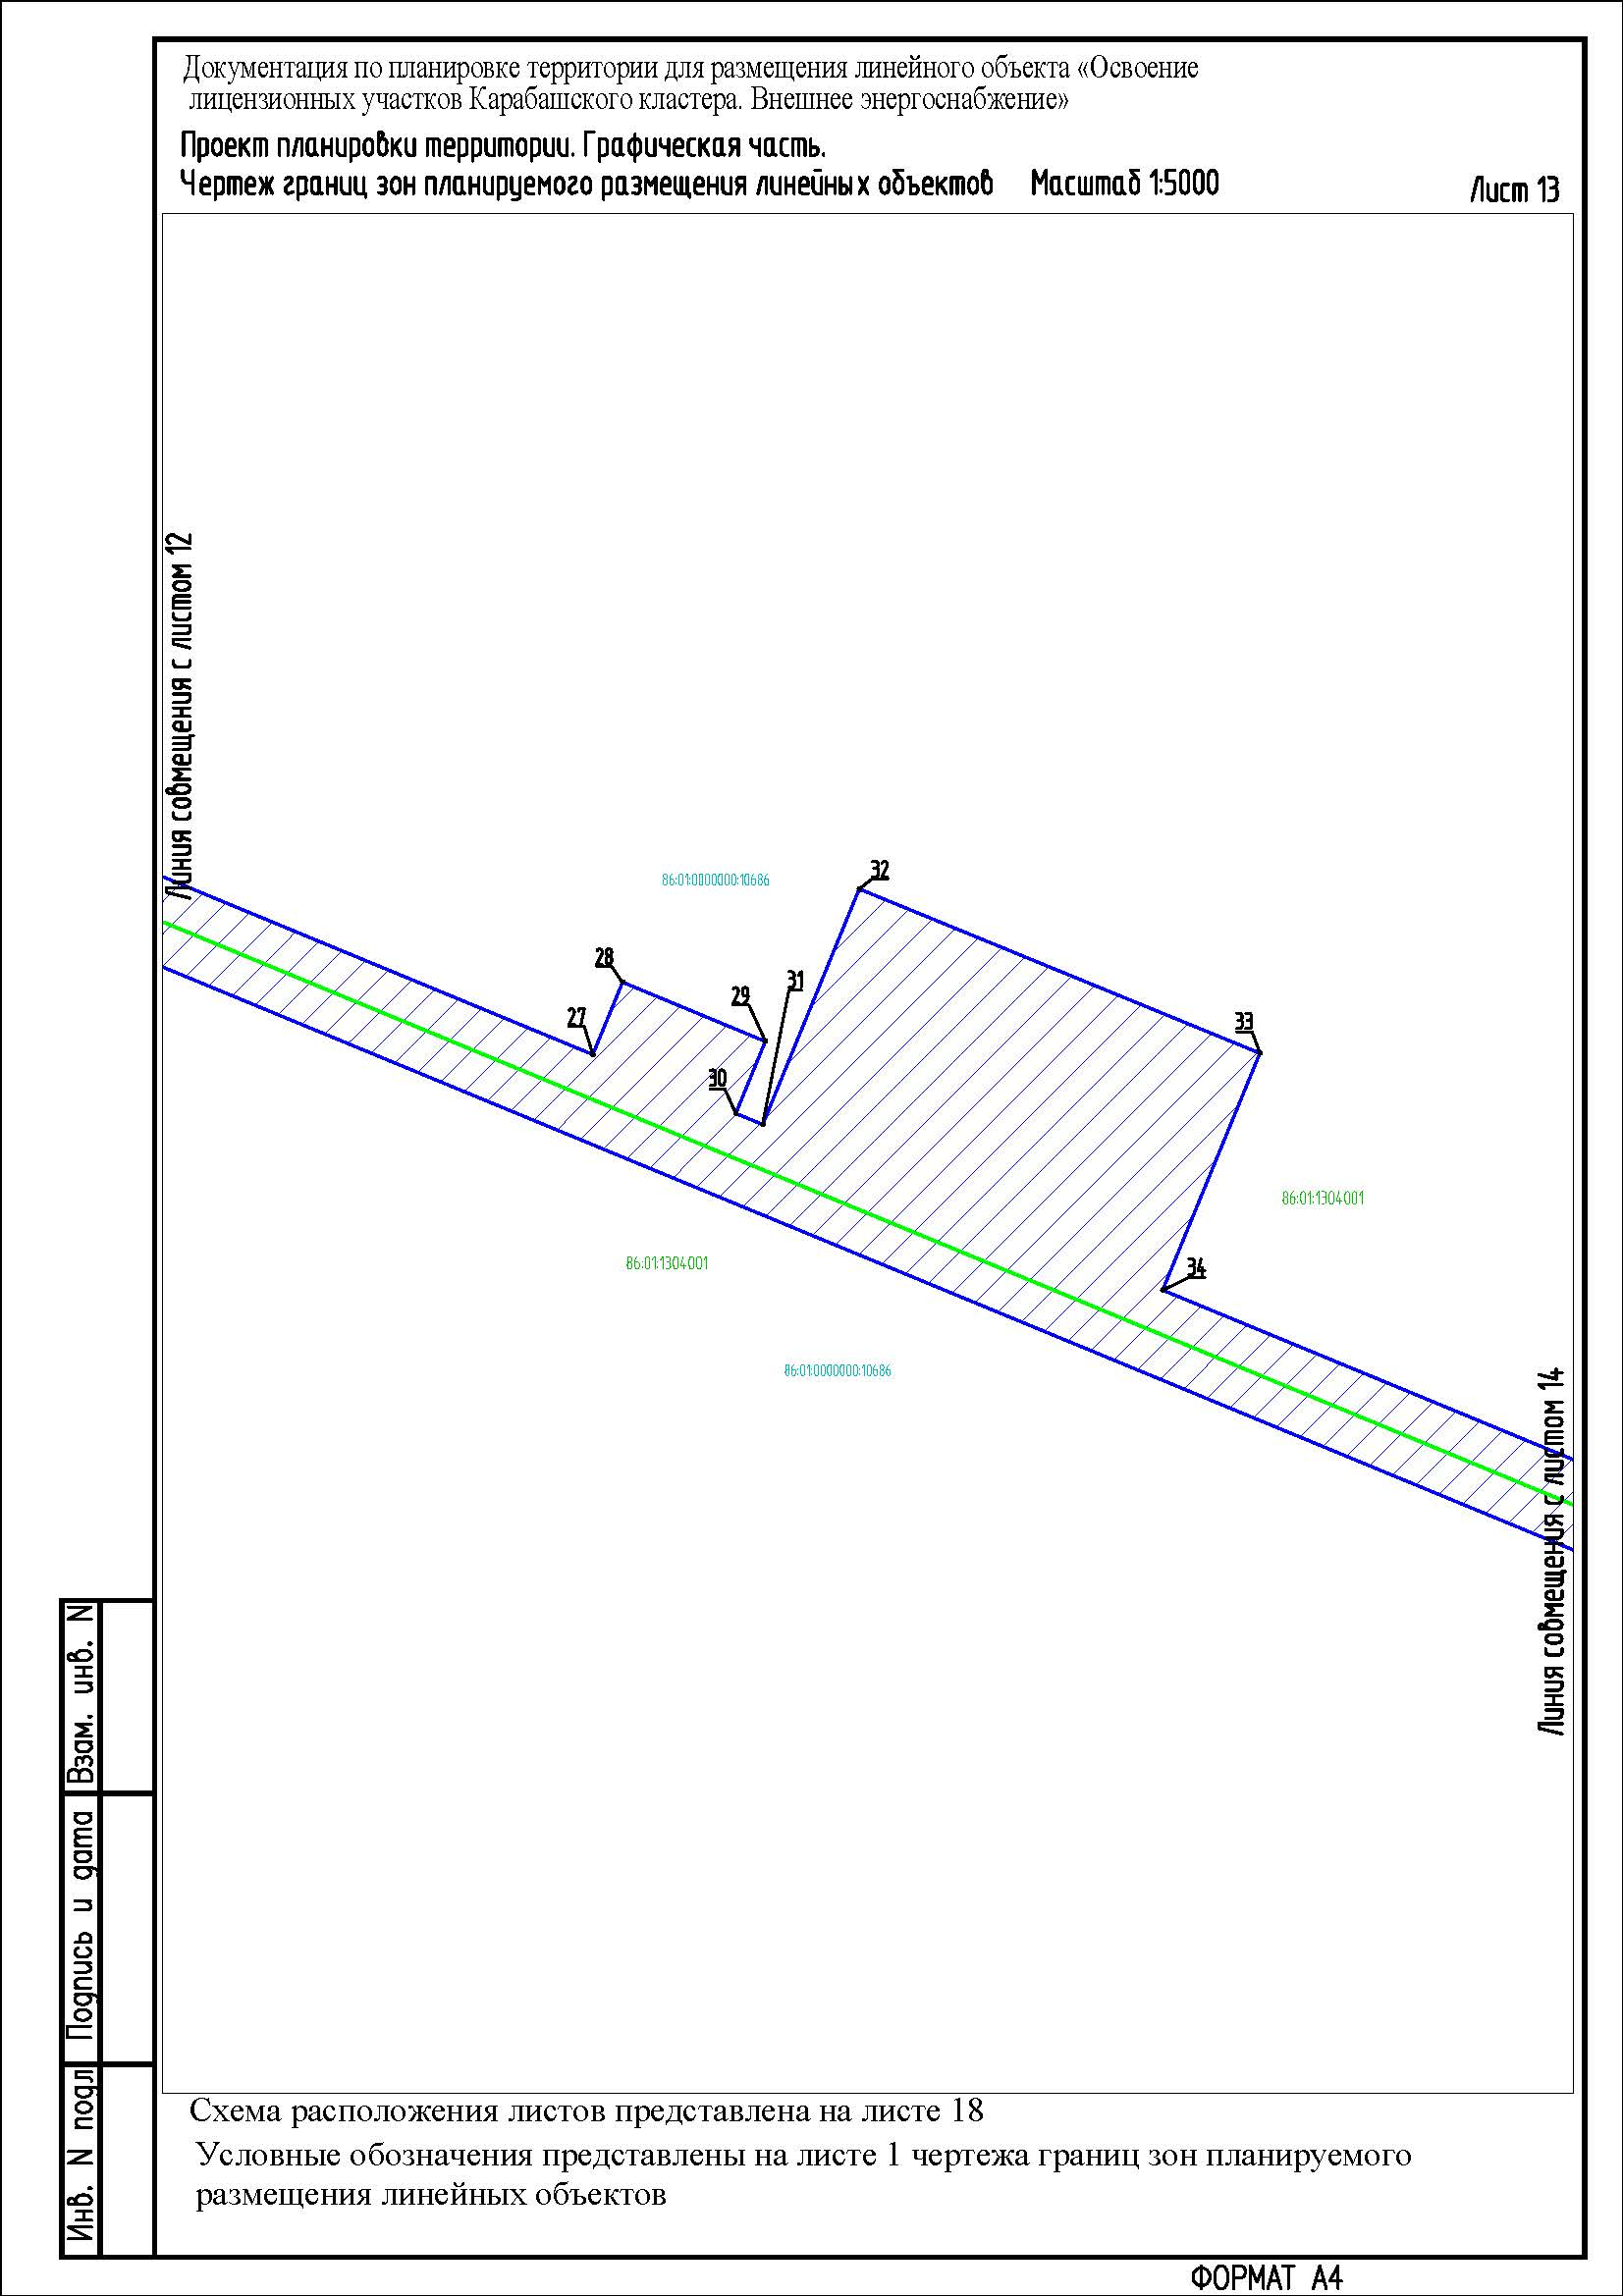 Документация по планировке территории для размещения линейного объекта «Освоение
лицензионных участков Карабашского кластера. Внешнее энергоснабжение»
Проект планировки территории. Графическая часть.
Чертеж границ зон планируемого размещения линейных объектов Масштаб 1:5000
Лист 13
Линия совмещения с листом 12
86:01:0000000:10686
32
28
29
31
27
33
30
86:01:1304001
34
86:01:1304001
86:01:0000000:10686
Линия совмещения с листом 14
Взам. инв. N
Подпись и дата
Инв. N подл
Схема расположения листов представлена на листе 18
Условные обозначения представлены на листе 1 чертежа границ зон планируемого
размещения линейных объектов
ФОРМАТ А4